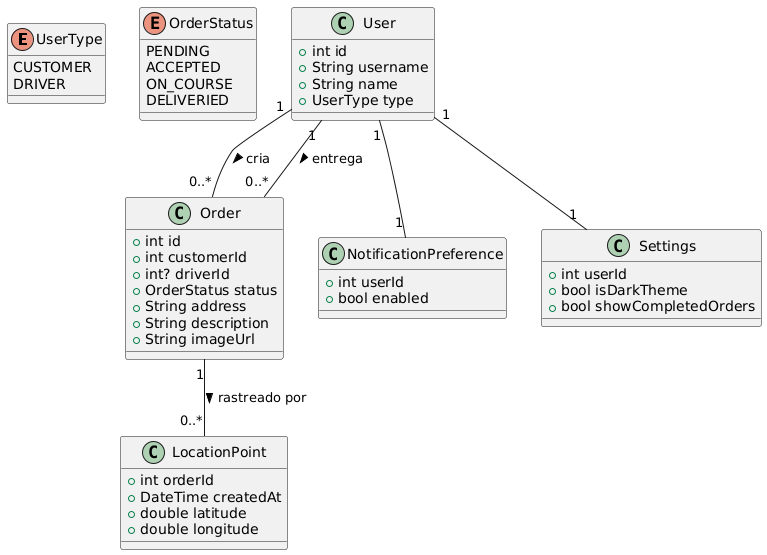 E UserType
CUSTOMER
DRIVER
E OrderStatus
PENDING
ACCEPTED
ON_COURSE
DELIVERIED
C User
int id
String username
String name
UserType type
1
1
1
1
cria
entrega
0..*
0..*
1
1
C Order
int id
int customerId
int? driverId
OrderStatus status
String address
String description
String imageUrl
C NotificationPreference
int userId
bool enabled
C Settings
int userId
bool isDarkTheme
bool showCompletedOrders
1
rastreado por
0..*
C LocationPoint
int orderId
DateTime createdAt
double latitude
double longitude